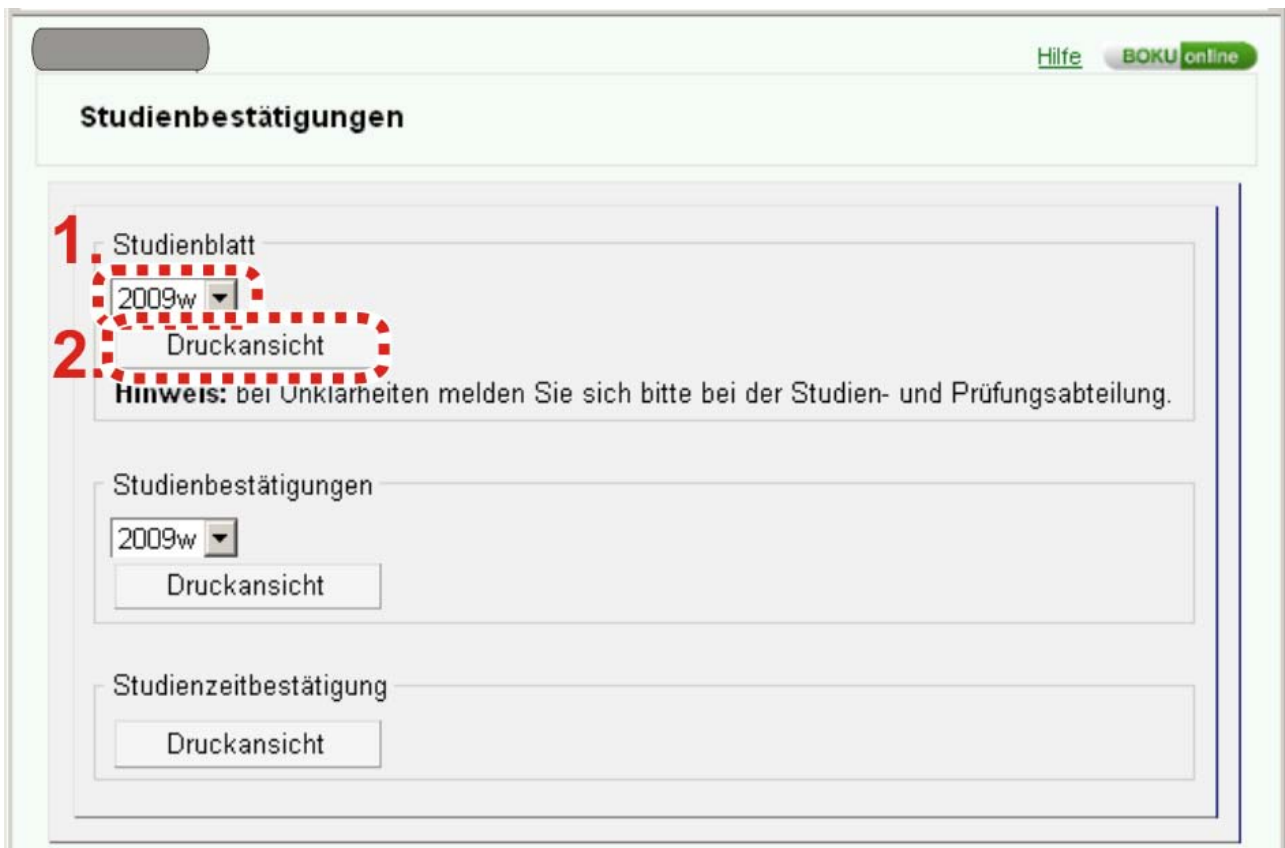 Hilfe BOKU online
Studienbestätigungen
1.
Studienblatt
2009w
2.
Druckansicht
Hinweis: bei Unklarheiten melden Sie sich bitte bei der Studien- und Prüfungsabteilung.
Studienbestätigungen
2009w
Druckansicht
Studienzeitbestätigung
Druckansicht